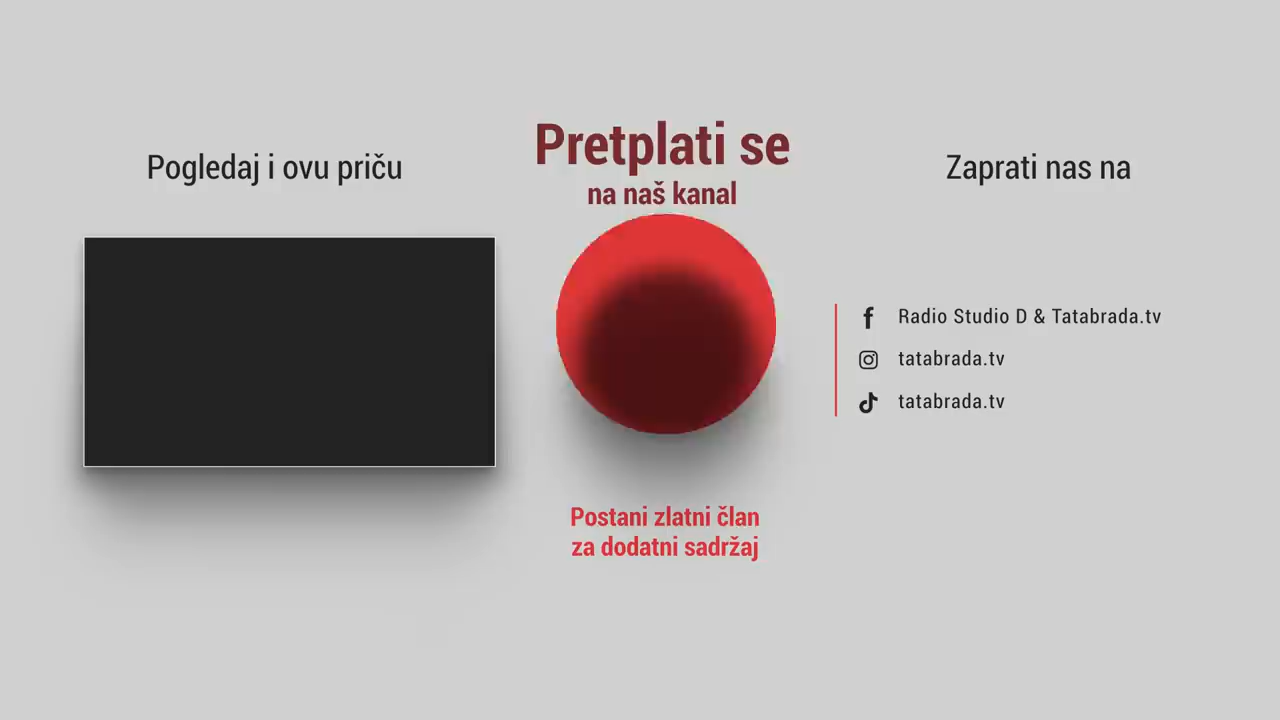 Pogledaj i ovu priču
Pretplati se
na naš kanal
Postani zlatni član
za dodatni sadržaj
Zaprati nas na
Radio Studio D & Tatabrada.tv
tatabrada.tv
tatabrada.tv